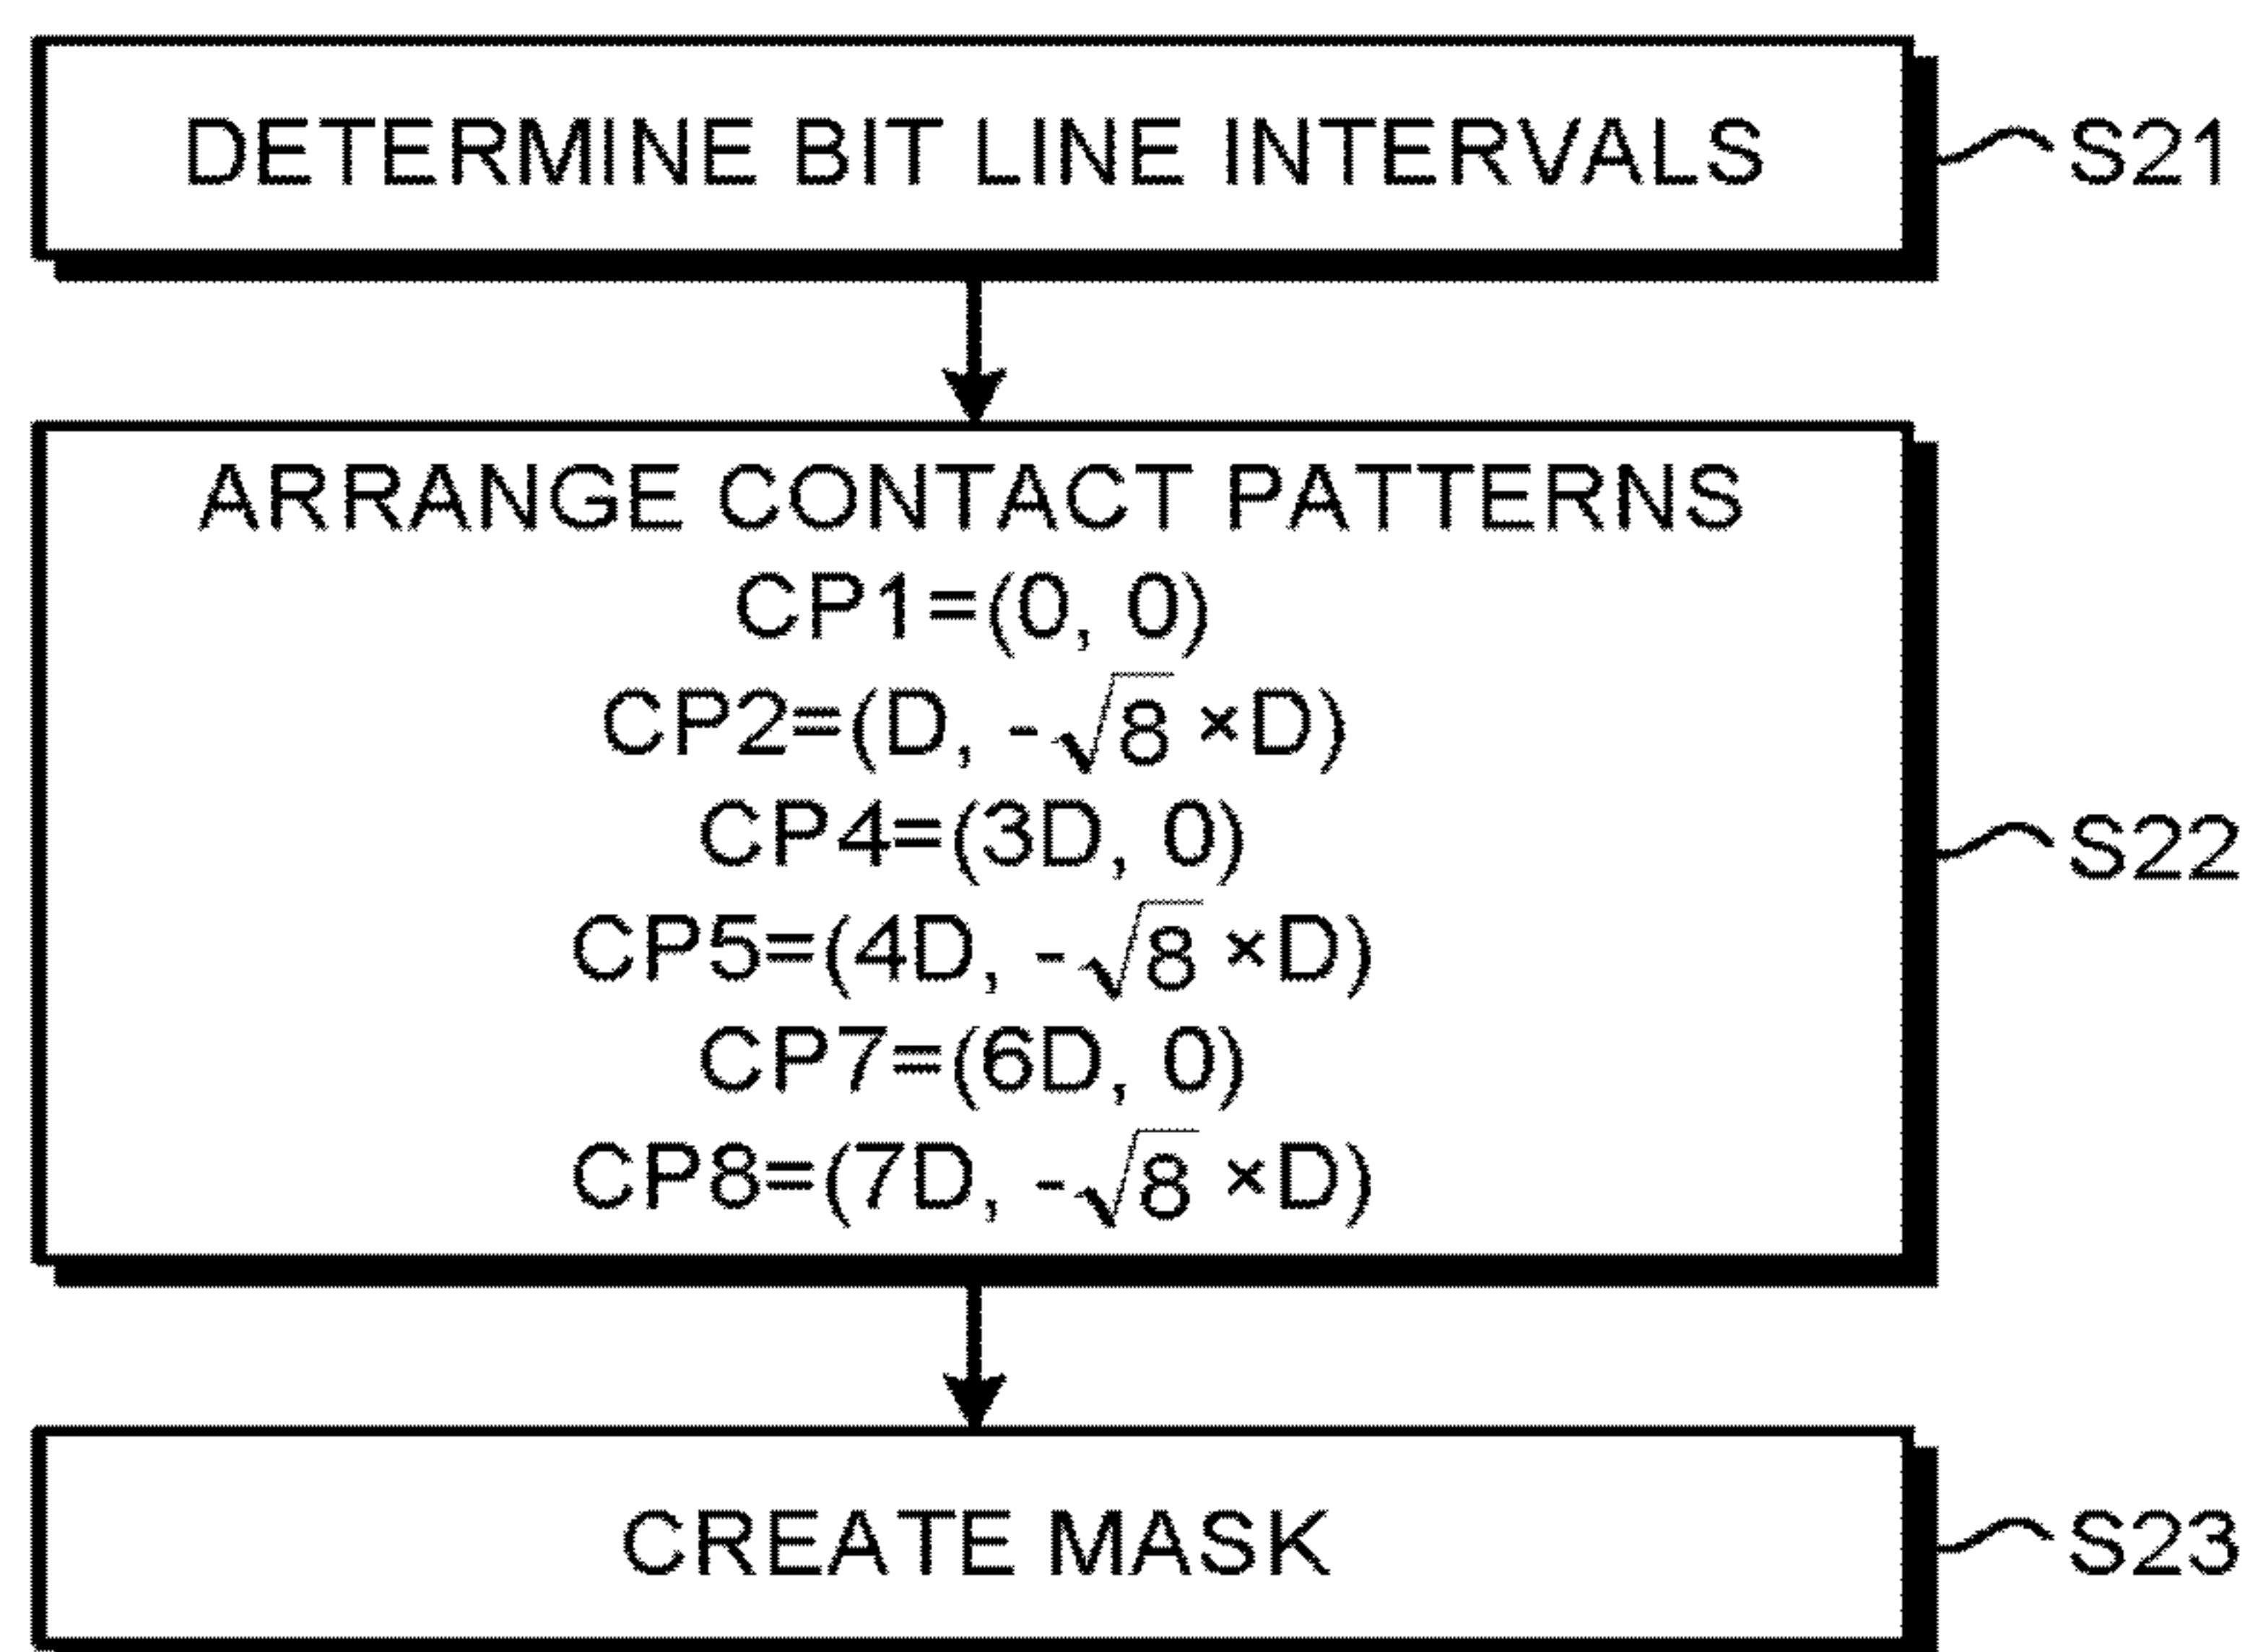 DETERMINE BIT LINE INTERVALS S21
ARRANGE CONTACT PATTERNS
CP1=(0, 0)
CP2=(D, -√8 ×D)
CP4=(3D, 0)
S22
CP5=(4D, -√8 ×D)
CP7=(6D, 0)
CP8=(7D, -√8 ×D)
CREATE MASK S23